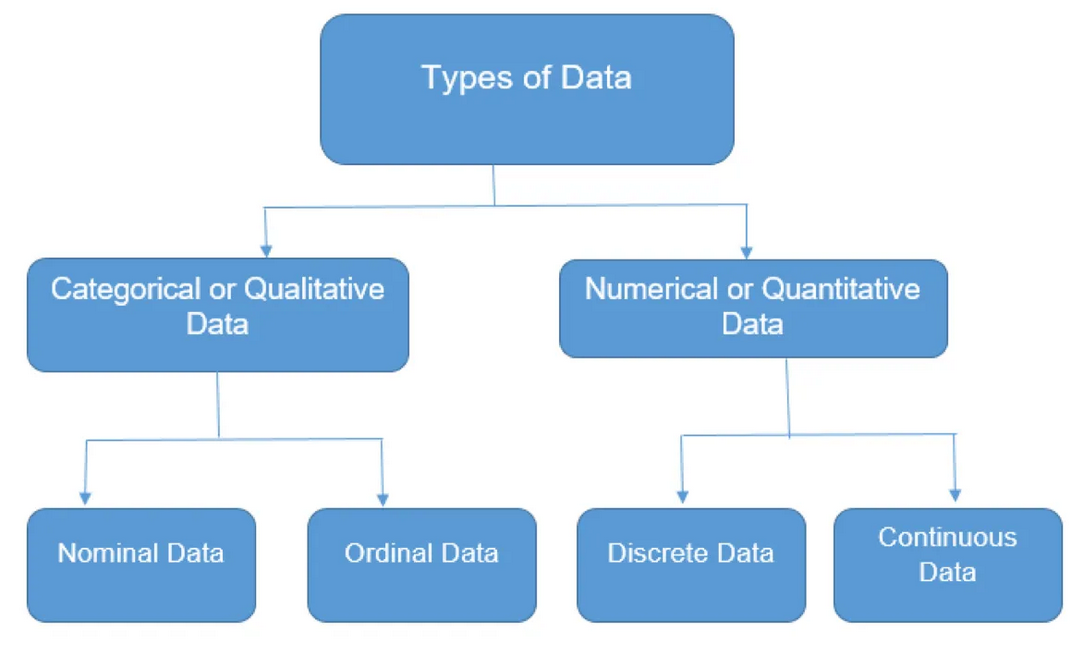 Types of Data
Categorical or Qualitative
Data
Numerical or Quantitative
Data
Nominal Data
Ordinal Data
Discrete Data
Continuous
Data